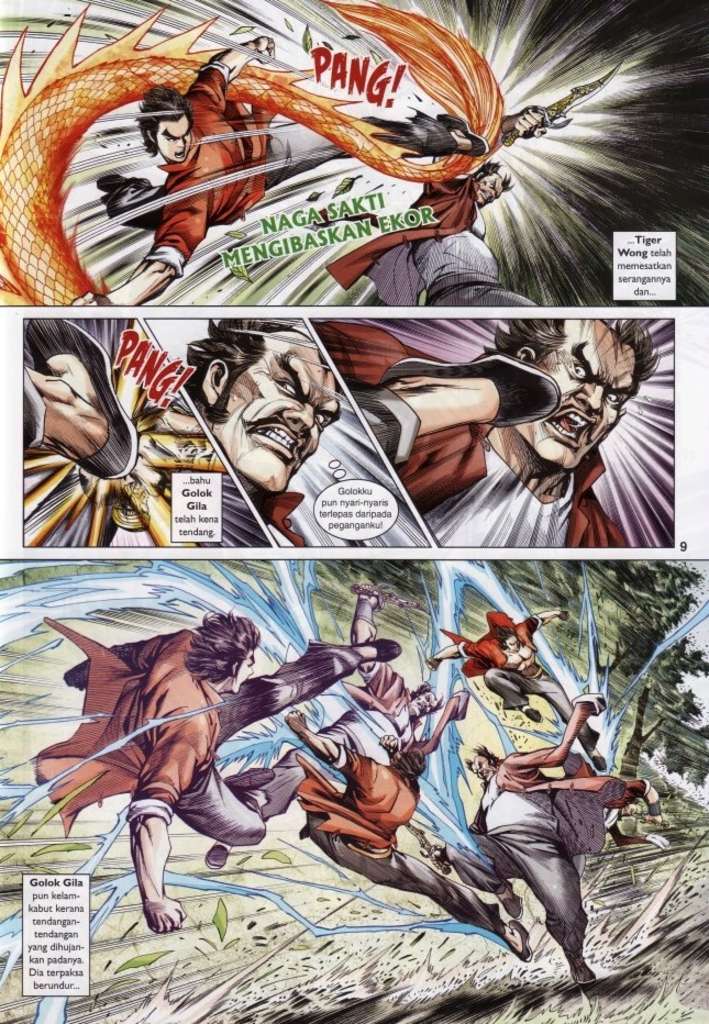 PANG!
NAGA SAKTI
MENGIBASKAN EKOR
...Tiger
Wong telah
memesatkan
serangannya
dan...
PANG!
...bahu
Golok
Gila
telah kena
tendang.
Golokku
pun nyari-nyaris
terlepas daripada
peganganku!
9
Golok Gila
pun kelam-
kabut kerana
tendangan-
tendangan
yang dihujan-
kan padanya.
Dia terpaksa
berundur...